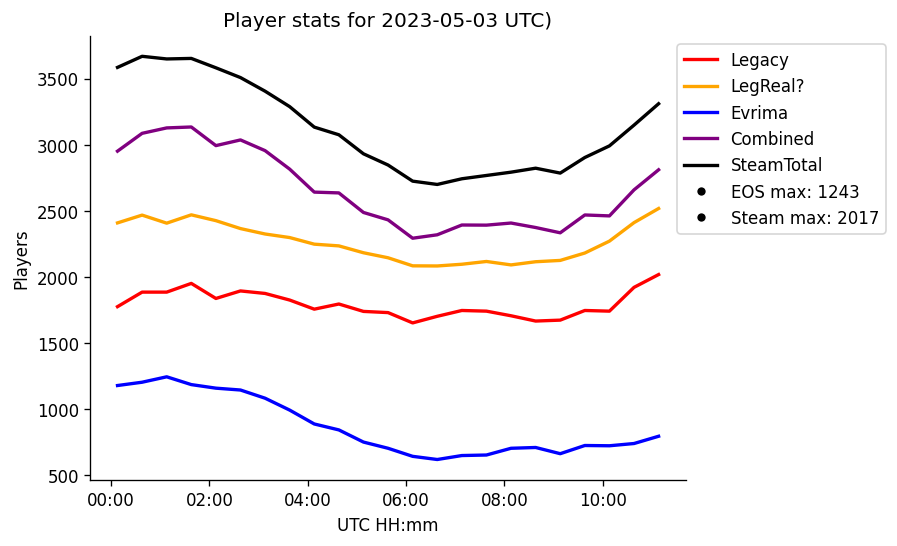 Player stats for 2023-05-03 UTC)
Players
3500
3000
2500
2000
1500
1000
500
00:00 02:00 04:00 06:00 08:00 10:00
UTC HH:mm
Legacy
LegReal?
Evrima
Combined
SteamTotal
EOS max: 1243
Steam max: 2017